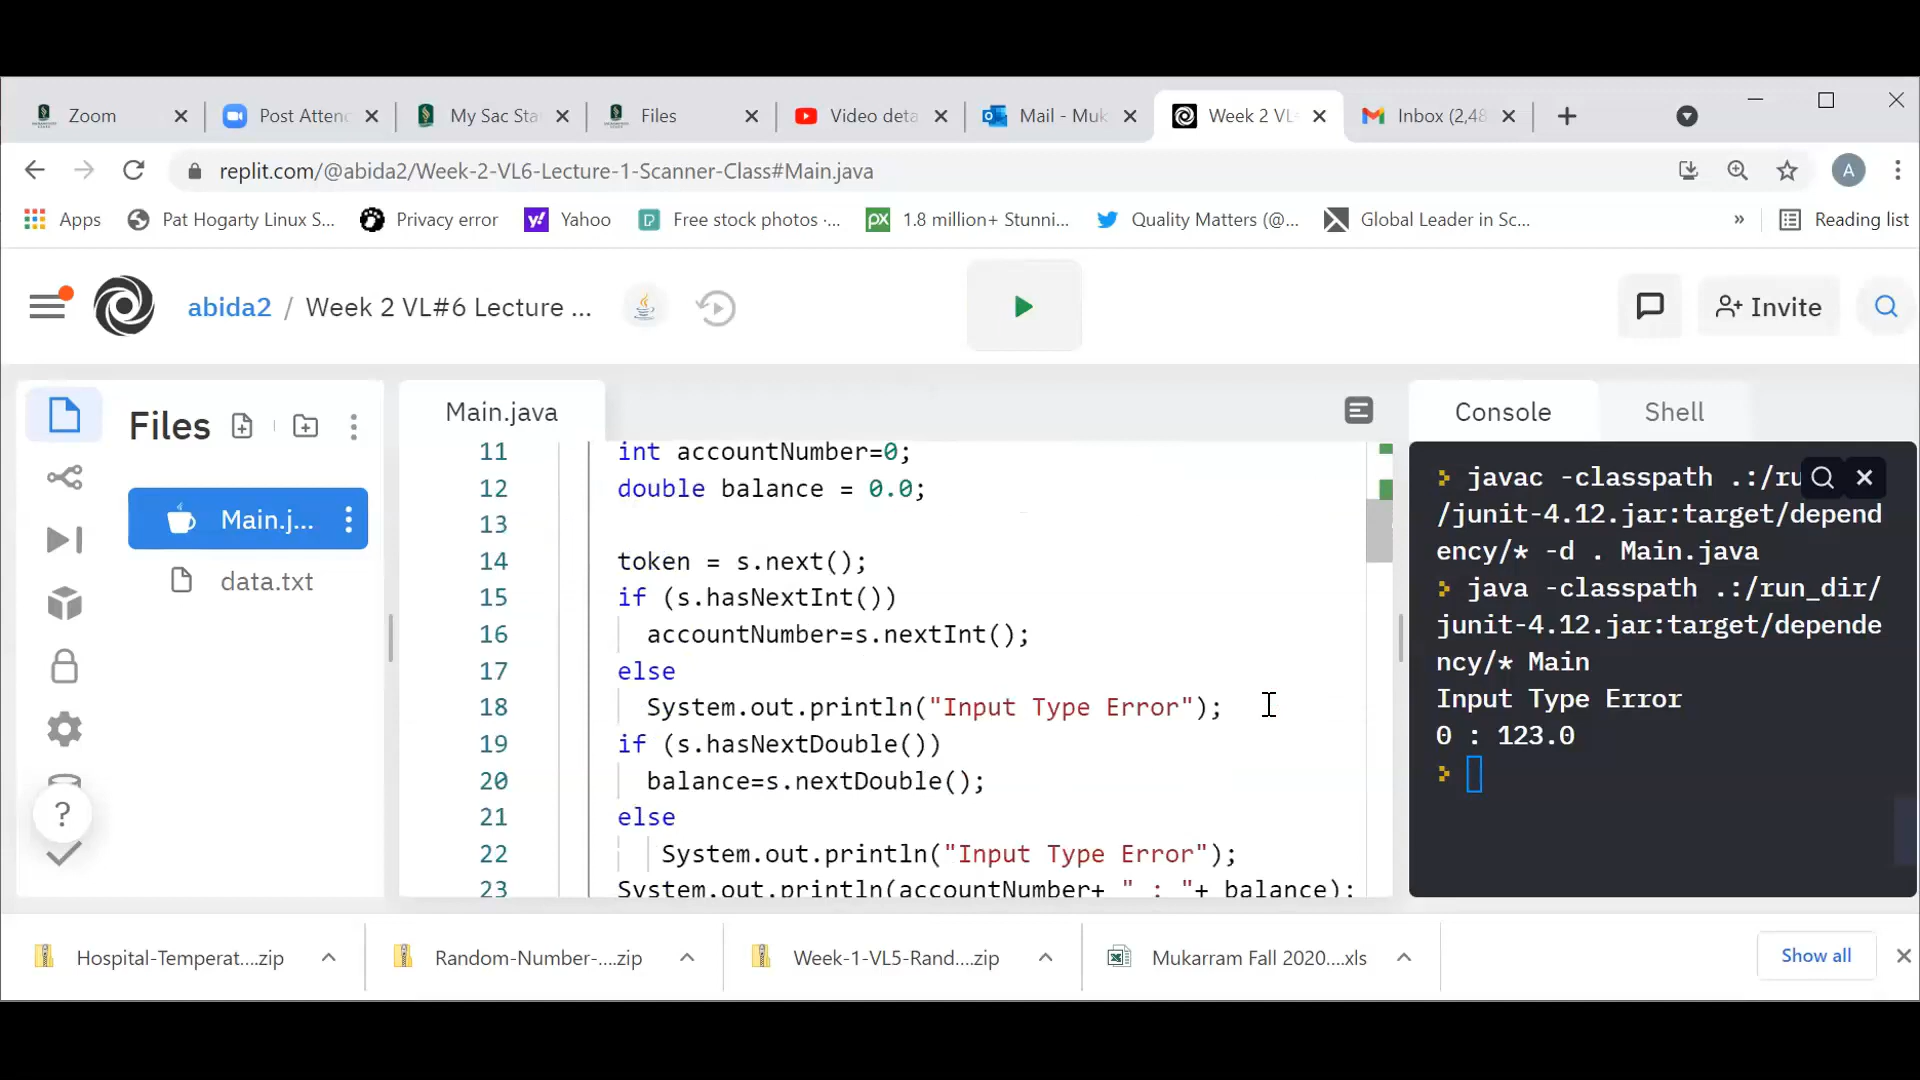 Zoom
Post Attend
My Sac Sta
Files
Video deta
Mail - Muk
Week 2 VL
Inbox (2,48
replit.com/@abida2/Week-2-VL6-Lecture-1-Scanner-Class#Main.java
A
Apps
Pat Hogarty Linux S...
Privacy error
Yahoo
Free stock photos ·...
1.8 million+ Stunni...
Quality Matters (@...
Global Leader in Sc...
»
Reading list
abida2 / Week 2 VL#6 Lecture ...
Invite
Files
Main.j...
data.txt
?
Main.java
11 int accountNumber=0;
12 double balance = 0.0;
13
14 token = s.next();
15 if (s.hasNextInt())
16 accountNumber=s.nextInt();
17 else
18 System.out.println("Input Type Error");
19 if (s.hasNextDouble())
20 balance=s.nextDouble();
21 else
22 System.out.println("Input Type Error");
23 System.out.println(accountNumber+ " : "+ balance);
Console
Shell
javac -classpath .:/ru
/junit-4.12.jar:target/depend
ency/* -d . Main.java
java -classpath .:/run_dir/
junit-4.12.jar:target/depende
ncy/* Main
Input Type Error
0 : 123.0
Hospital-Temperat....zip
Random-Number-....zip
Week-1-VL5-Rand....zip
Mukarram Fall 2020....xls
Show all